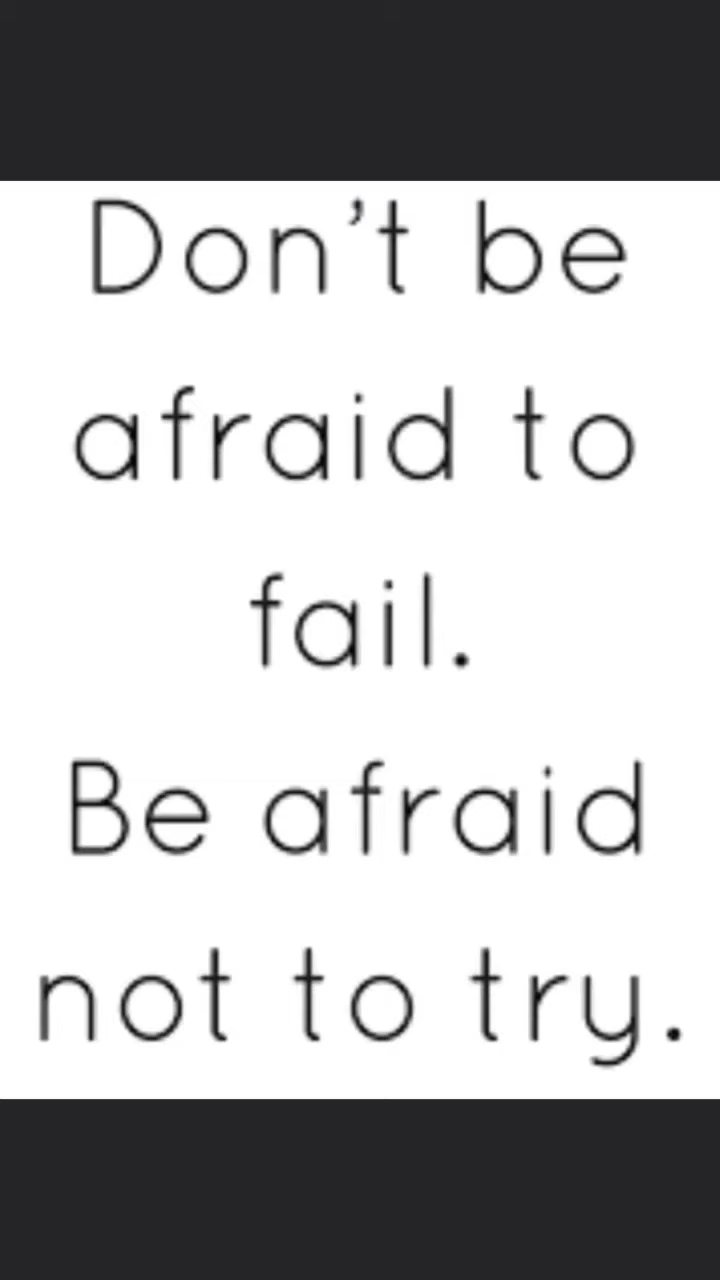 Don’t be
afraid to
fail.
Be afraid
not to try.